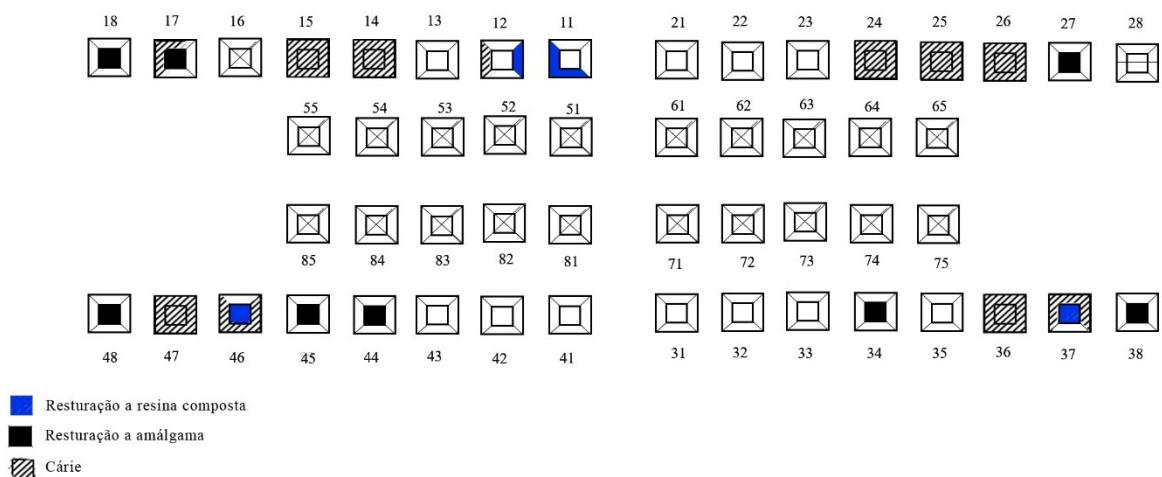 18 17 16 15 14 13 12 11 21 22 23 24 25 26 27 28
55 54 53 52 51 61 62 63 64 65
85 84 83 82 81 71 72 73 74 75
48 47 46 45 44 43 42 41 31 32 33 34 35 36 37 38
Resturação a resina composta
Resturação a amálgama
Cárie